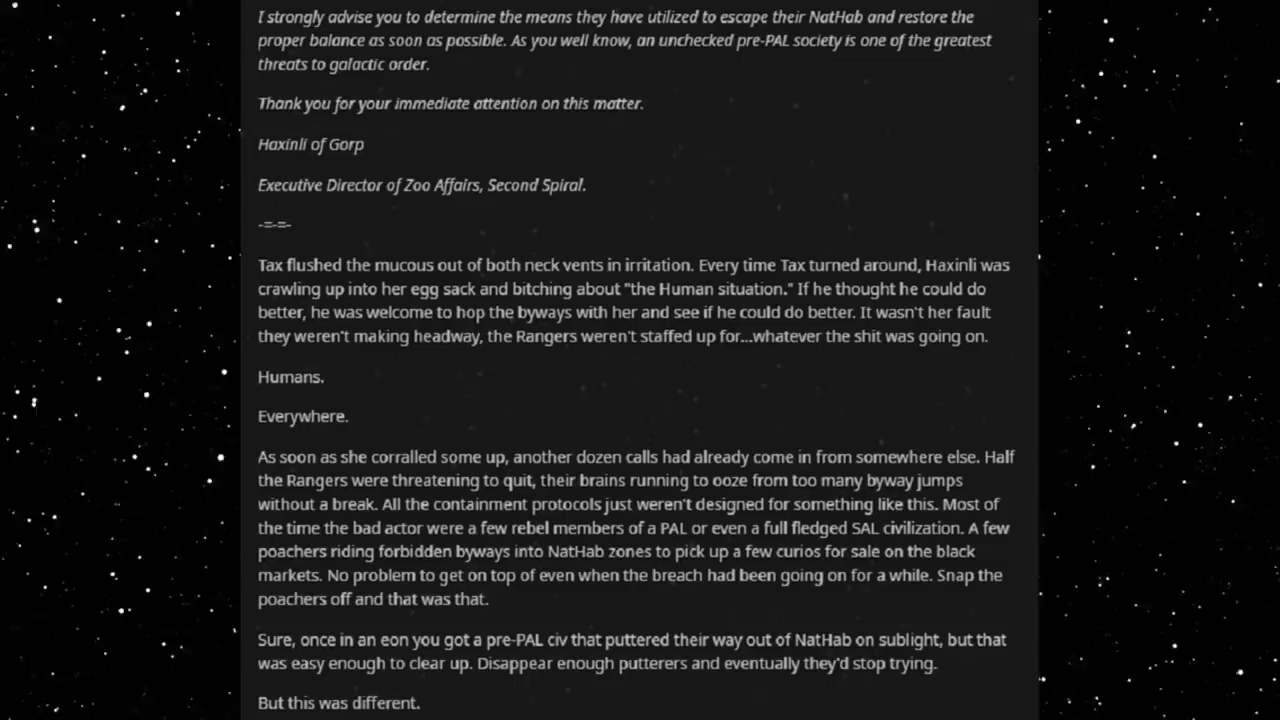 I strongly advise you to determine the means they have utilized to escape their NatHab and restore the
proper balance as soon as possible. As you well know, an unchecked pre-PAL society is one of the greatest
threats to galactic order.
Thank you for your immediate attention on this matter.
Haxinli of Gorp
Executive Director of Zoo Affairs, Second Spiral.
-=-=-
Tax flushed the mucous out of both neck vents in irritation. Every time Tax turned around, Haxinli was
crawling up into her egg sack and bitching about "the Human situation." If he thought he could do
better, he was welcome to hop the byways with her and see if he could do better. It wasn't her fault
they weren't making headway, the Rangers weren't staffed up for...whatever the shit was going on.
Humans.
Everywhere.
As soon as she corralled some up, another dozen calls had already come in from somewhere else. Half
the Rangers were threatening to quit, their brains running to ooze from too many byway jumps
without a break. All the containment protocols just weren't designed for something like this. Most of
the time the bad actor were a few rebel members of a PAL or even a full fledged SAL civilization. A few
poachers riding forbidden byways into NatHab zones to pick up a few curios for sale on the black
markets. No problem to get on top of even when the breach had been going on for a while. Snap the
poachers off and that was that.
Sure, once in an eon you got a pre-PAL civ that puttered their way out of NatHab on sublight, but that
was easy enough to clear up. Disappear enough putterers and eventually they'd stop trying.
But this was different.